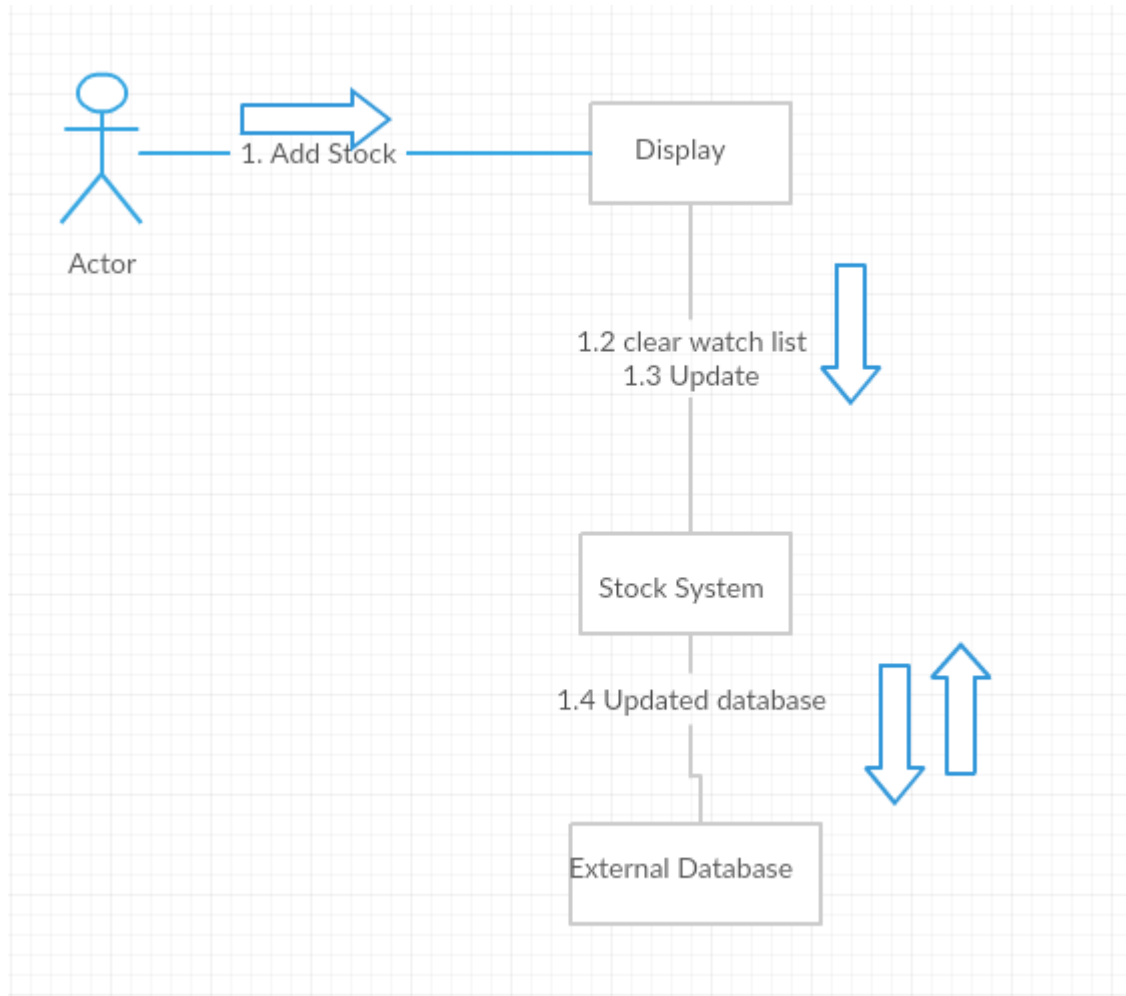 1. Add Stock
Display
Actor
1.2 clear watch list
1.3 Update
Stock System
1.4 Updated database
External Database